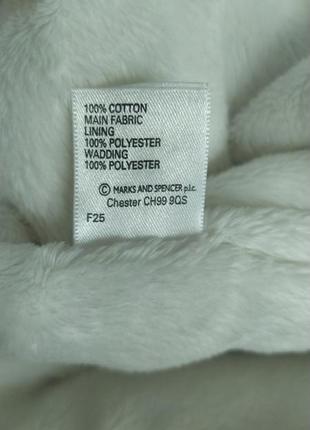 100% COTTON
MAIN FABRIC
LINING
100% POLYESTER
WADDING
100% POLYESTER
© MARKS AND SPENCER p.l.c.
Chester CH99 9QS
F25